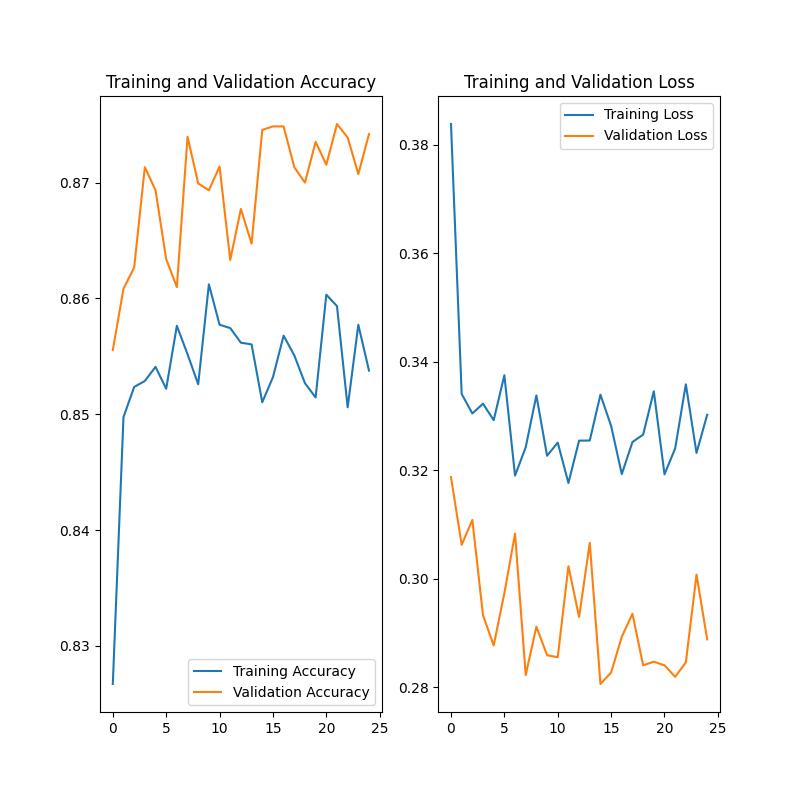 Training and Validation Accuracy
0.87
0.86
0.85
0.84
0.83
Training Accuracy
Validation Accuracy
0 5 10 15 20 25
Training and Validation Loss
Training Loss
Validation Loss
0.38
0.36
0.34
0.32
0.30
0.28
0 5 10 15 20 25